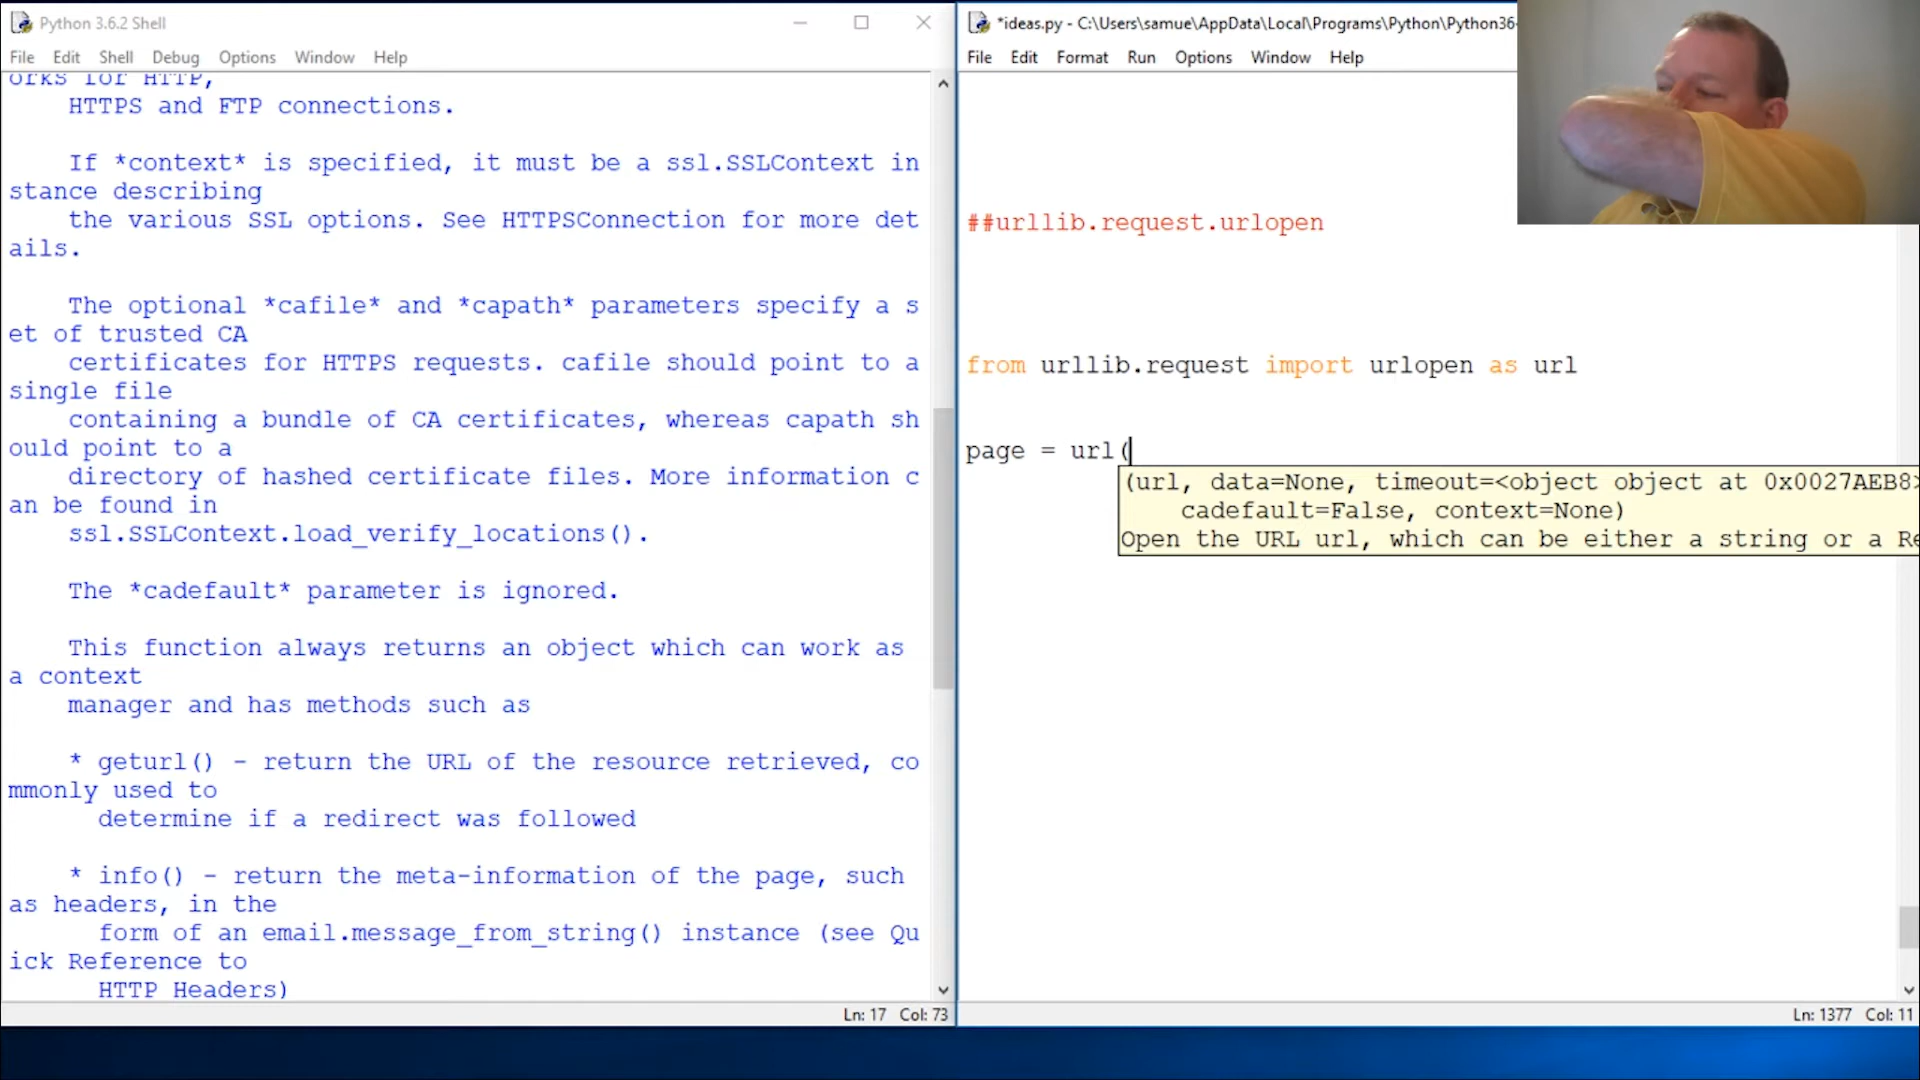 Python 3.6.2 Shell
File Edit Shell Debug Options Window Help
orks for HTTP,
HTTPS and FTP connections.
If *context* is specified, it must be a ssl.SSLContext in
stance describing
the various SSL options. See HTTPSConnection for more det
ails.
The optional *cafile* and *capath* parameters specify a s
et of trusted CA
certificates for HTTPS requests. cafile should point to a
single file
containing a bundle of CA certificates, whereas capath sh
ould point to a
directory of hashed certificate files. More information c
an be found in
ssl.SSLContext.load_verify_locations().
The *cadefault* parameter is ignored.
This function always returns an object which can work as
a context
manager and has methods such as
* geturl() - return the URL of the resource retrieved, co
mmonly used to
determine if a redirect was followed
* info() - return the meta-information of the page, such
as headers, in the
form of an email.message_from_string() instance (see Qu
ick Reference to
HTTP Headers)
Ln: 17 Col: 73
*ideas.py - C:\Users\samue\AppData\Local\Programs\Python\Python36-
File Edit Format Run Options Window Help
##urllib.request.urlopen
from urllib.request import urlopen as url
page = url(
(url, data=None, timeout=<object object at 0x0027AEB8>
cadefault=False, context=None)
Open the URL url, which can be either a string or a Re
Ln: 1377 Col: 11